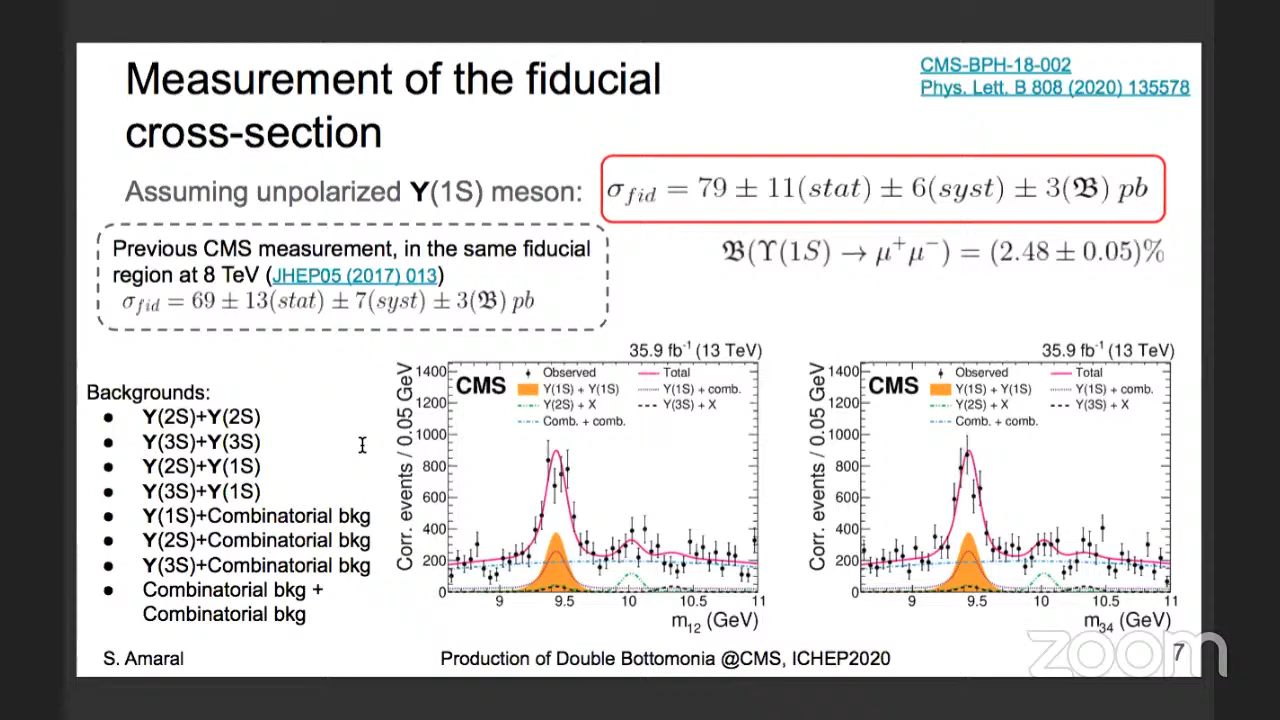 Measurement of the fiducial
cross-section
CMS-BPH-18-002
Phys. Lett. B 808 (2020) 135578
Assuming unpolarized Y(1S) meson:
σ_fid = 79 ± 11(stat) ± 6(syst) ± 3(𝔅) pb
Previous CMS measurement, in the same fiducial
region at 8 TeV (JHEP05 (2017) 013)
σ_fid = 69 ± 13(stat) ± 7(syst) ± 3(𝔅) pb
𝔅(Υ(1S) → μ⁺μ⁻) = (2.48 ± 0.05)%
Backgrounds:
● Y(2S)+Y(2S)
● Y(3S)+Y(3S)
● Y(2S)+Y(1S)
● Y(3S)+Y(1S)
● Y(1S)+Combinatorial bkg
● Y(2S)+Combinatorial bkg
● Y(3S)+Combinatorial bkg
● Combinatorial bkg +
Combinatorial bkg
35.9 fb⁻¹ (13 TeV)
CMS
Observed
Total
Y(1S) + Y(1S)
Y(1S) + comb.
Y(2S) + X
Y(3S) + X
Comb. + comb.
Corr. events / 0.05 GeV
1400
1200
1000
800
600
400
200
0
9 9.5 10 10.5 11
m₁₂ (GeV)
35.9 fb⁻¹ (13 TeV)
CMS
Observed
Total
Y(1S) + Y(1S)
Y(1S) + comb.
Y(2S) + X
Y(3S) + X
Comb. + comb.
Corr. events / 0.05 GeV
1400
1200
1000
800
600
400
200
0
9 9.5 10 10.5 11
m₃₄ (GeV)
S. Amaral
Production of Double Bottomonia @CMS, ICHEP2020
7
zoom